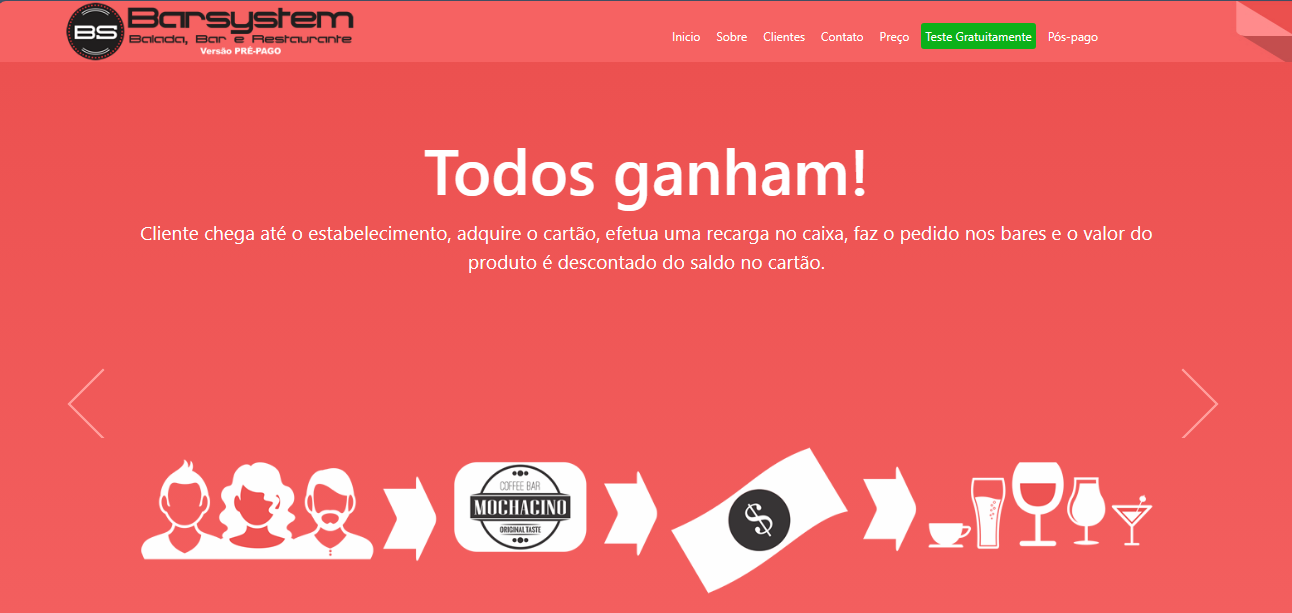 BS
Barsystem
Balada, Bar e Restaurante
Versão PRÉ-PAGO
Inicio Sobre Clientes Contato Preço Teste Gratuitamente Pós-pago
Todos ganham!
Cliente chega até o estabelecimento, adquire o cartão, efetua uma recarga no caixa, faz o pedido nos bares e o valor do
produto é descontado do saldo no cartão.
COFFEE BAR
MOCHACINO
ORIGINAL TASTE
$